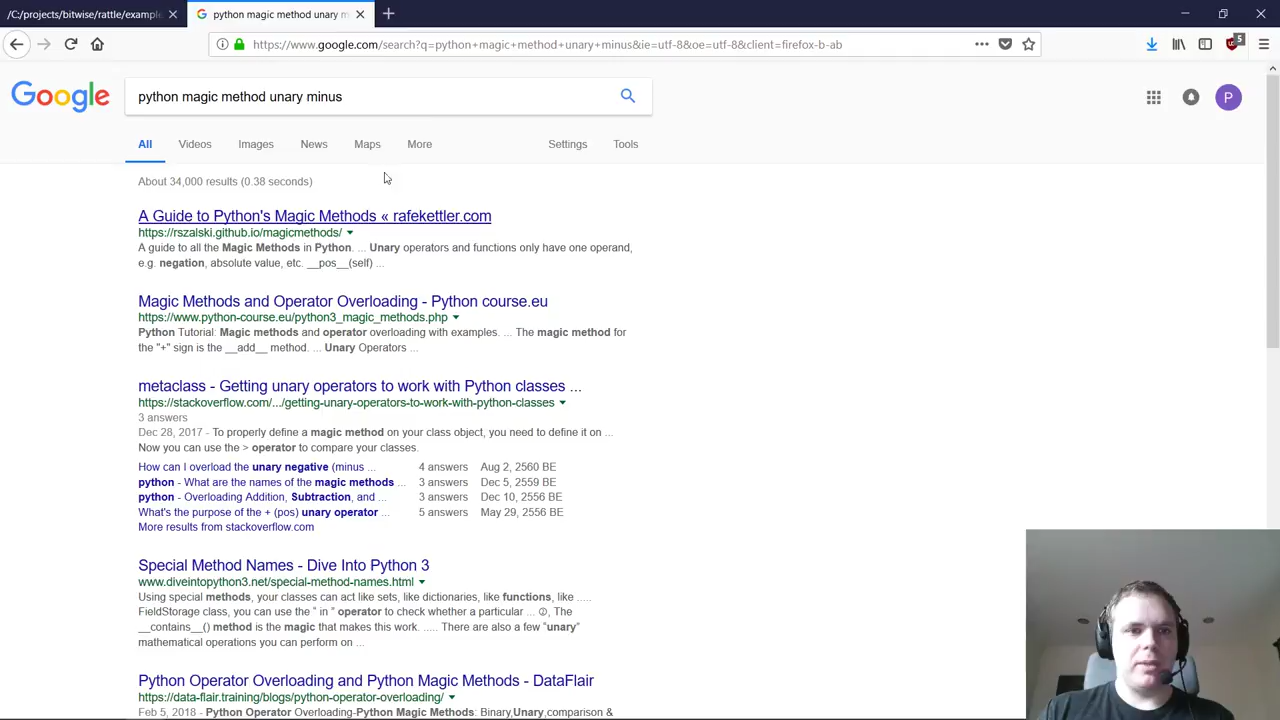 /C:/projects/bitwise/rattle/example
python magic method unary m
https://www.google.com/search?q=python+magic+method+unary+minus&ie=utf-8&oe=utf-8&client=firefox-b-ab
5
Google
python magic method unary minus
P
All Videos Images News Maps More Settings Tools
About 34,000 results (0.38 seconds)
A Guide to Python's Magic Methods « rafekettler.com
https://rszalski.github.io/magicmethods/
A guide to all the Magic Methods in Python. ... Unary operators and functions only have one operand,
e.g. negation, absolute value, etc. __pos__(self) ...
Magic Methods and Operator Overloading - Python course.eu
https://www.python-course.eu/python3_magic_methods.php
Python Tutorial: Magic methods and operator overloading with examples. ... The magic method for
the "+" sign is the __add__ method. ... Unary Operators ...
metaclass - Getting unary operators to work with Python classes ...
https://stackoverflow.com/.../getting-unary-operators-to-work-with-python-classes
3 answers
Dec 28, 2017 - To properly define a magic method on your class object, you need to define it on ...
Now you can use the > operator to compare your classes.
How can I overload the unary negative (minus ... 4 answers Aug 2, 2560 BE
python - What are the names of the magic methods ... 3 answers Dec 5, 2559 BE
python - Overloading Addition, Subtraction, and ... 3 answers Dec 10, 2556 BE
What's the purpose of the + (pos) unary operator ... 5 answers May 29, 2556 BE
More results from stackoverflow.com
Special Method Names - Dive Into Python 3
www.diveintopython3.net/special-method-names.html
Using special methods, your classes can act like sets, like dictionaries, like functions, like .....
FieldStorage class, you can use the “ in ” operator to check whether a particular ... ②, The
__contains__() method is the magic that makes this work. ..... There are also a few “unary”
mathematical operations you can perform on ...
Python Operator Overloading and Python Magic Methods - DataFlair
https://data-flair.training/blogs/python-operator-overloading/
Feb 5, 2018 - Python Operator Overloading-Python Magic Methods: Binary,Unary,comparison &